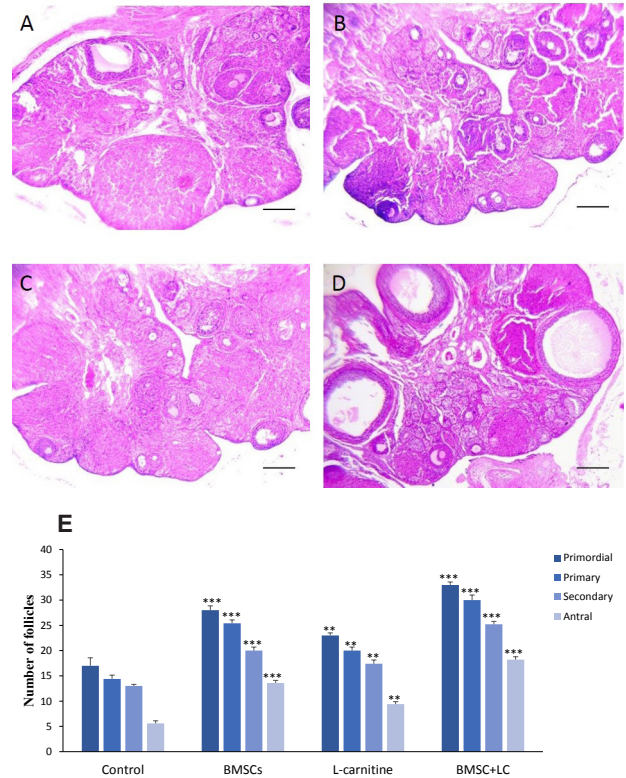 A
B
C
D
E
40
35
30
25
20
15
10
5
0
Number of follicles
*** *** *** ***
** ** ** **
*** *** *** ***
Control
BMSCs
L-carnitine
BMSC+LC
Primordial
Primary
Secondary
Antral